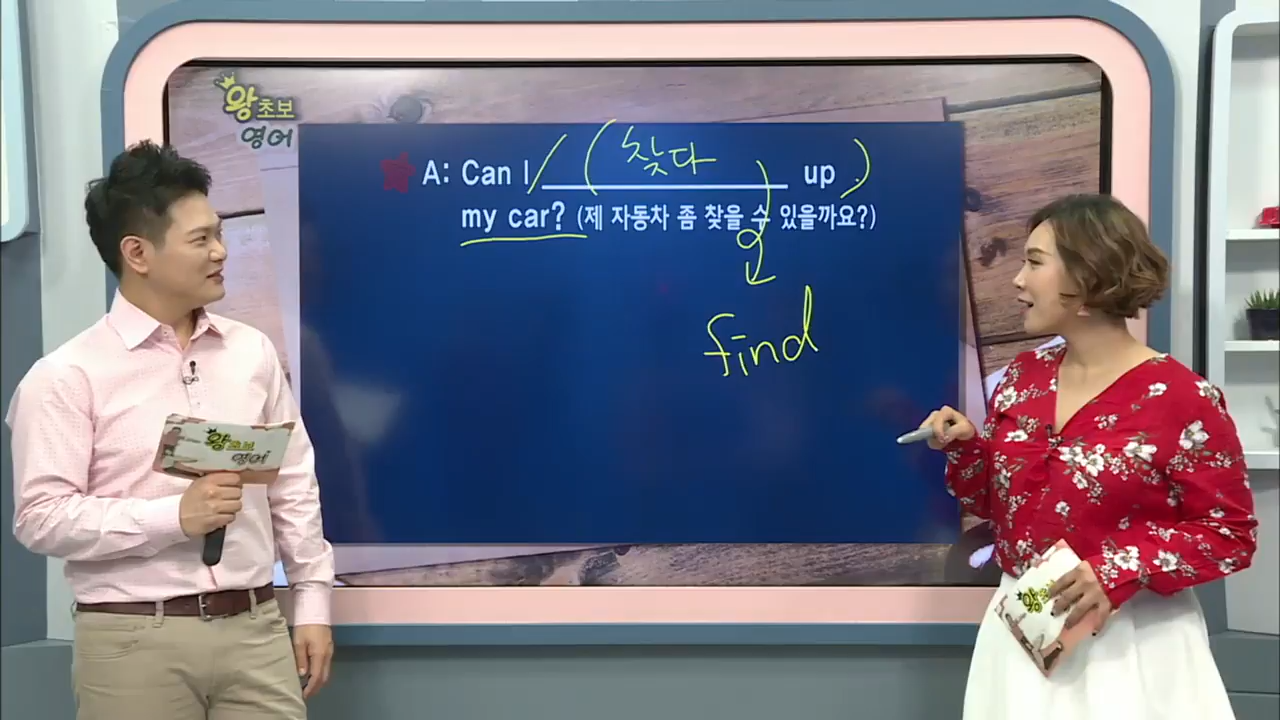 왕초보
영어
A: Can I 찾다 up
my car? (제 자동차 좀 찾을 수 있을까요?)
find
왕초보
영어
왕